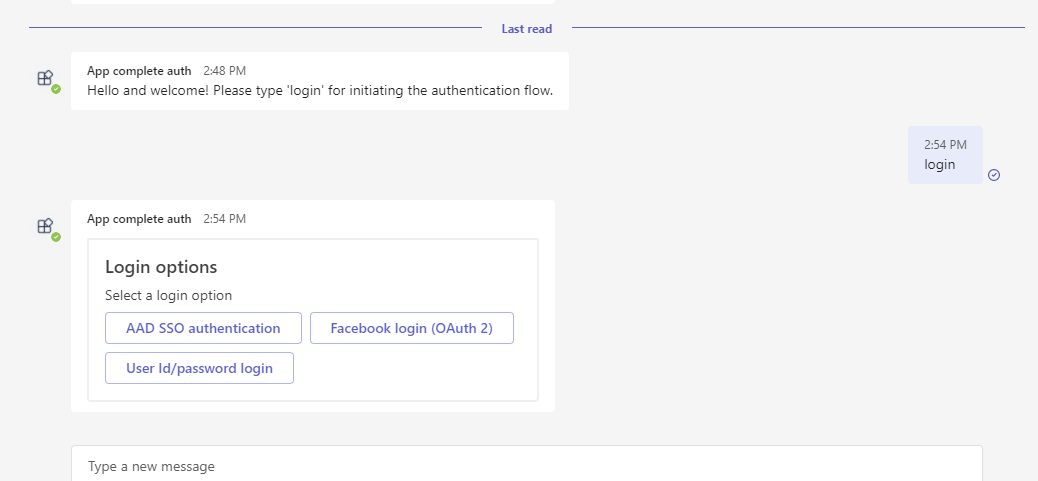 Last read
App complete auth 2:48 PM
Hello and welcome! Please type 'login' for initiating the authentication flow.
2:54 PM
login
App complete auth 2:54 PM
Login options
Select a login option
AAD SSO authentication Facebook login (OAuth 2)
User Id/password login
Type a new message